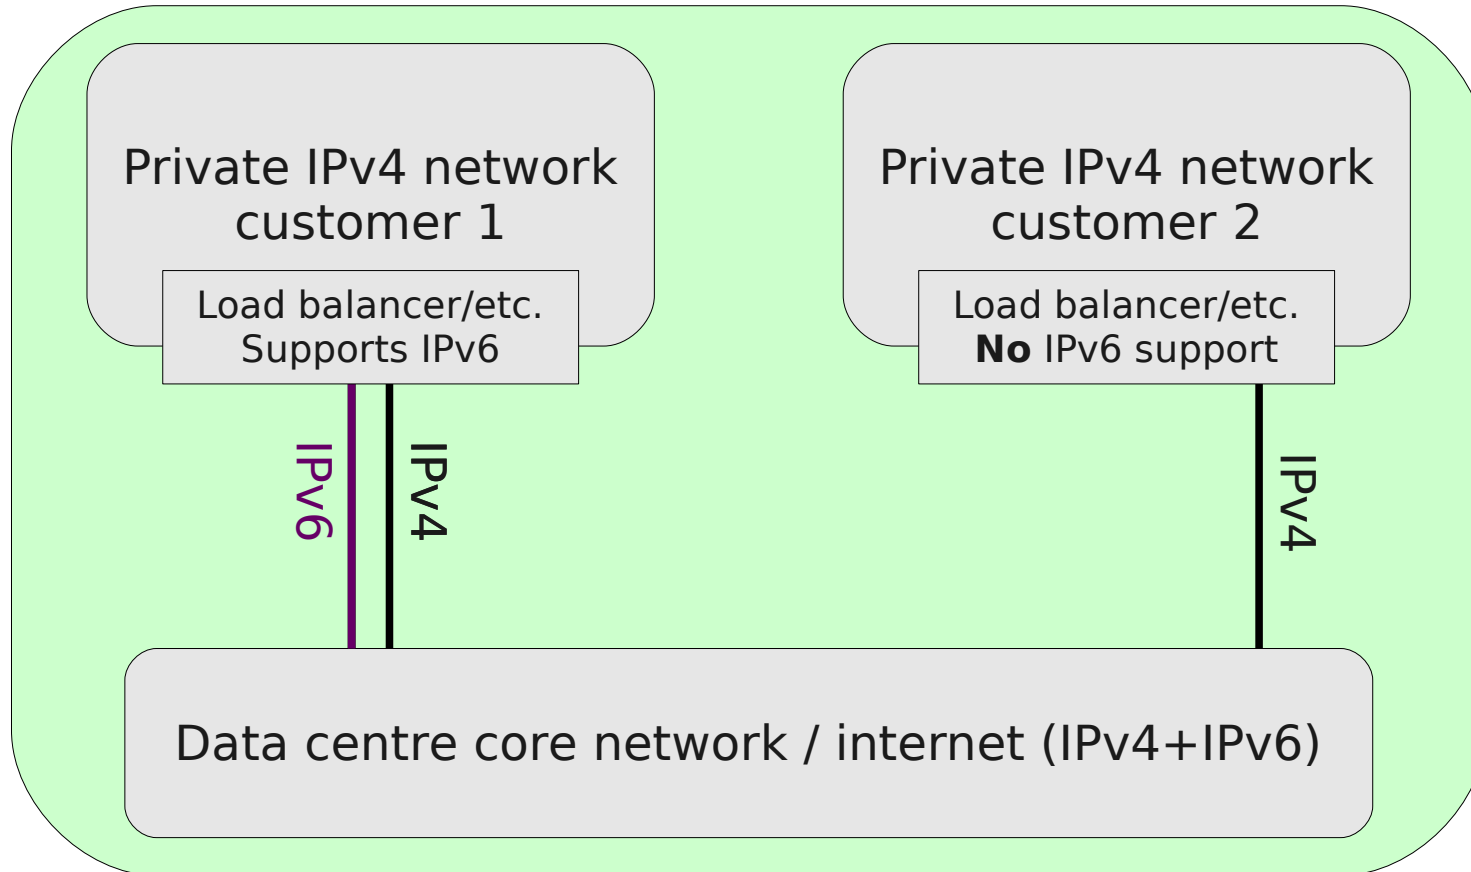 Private IPv4 network
customer 1
Load balancer/etc.
Supports IPv6
Private IPv4 network
customer 2
Load balancer/etc.
No IPv6 support
IPv6
IPv4
IPv4
Data centre core network / internet (IPv4+IPv6)